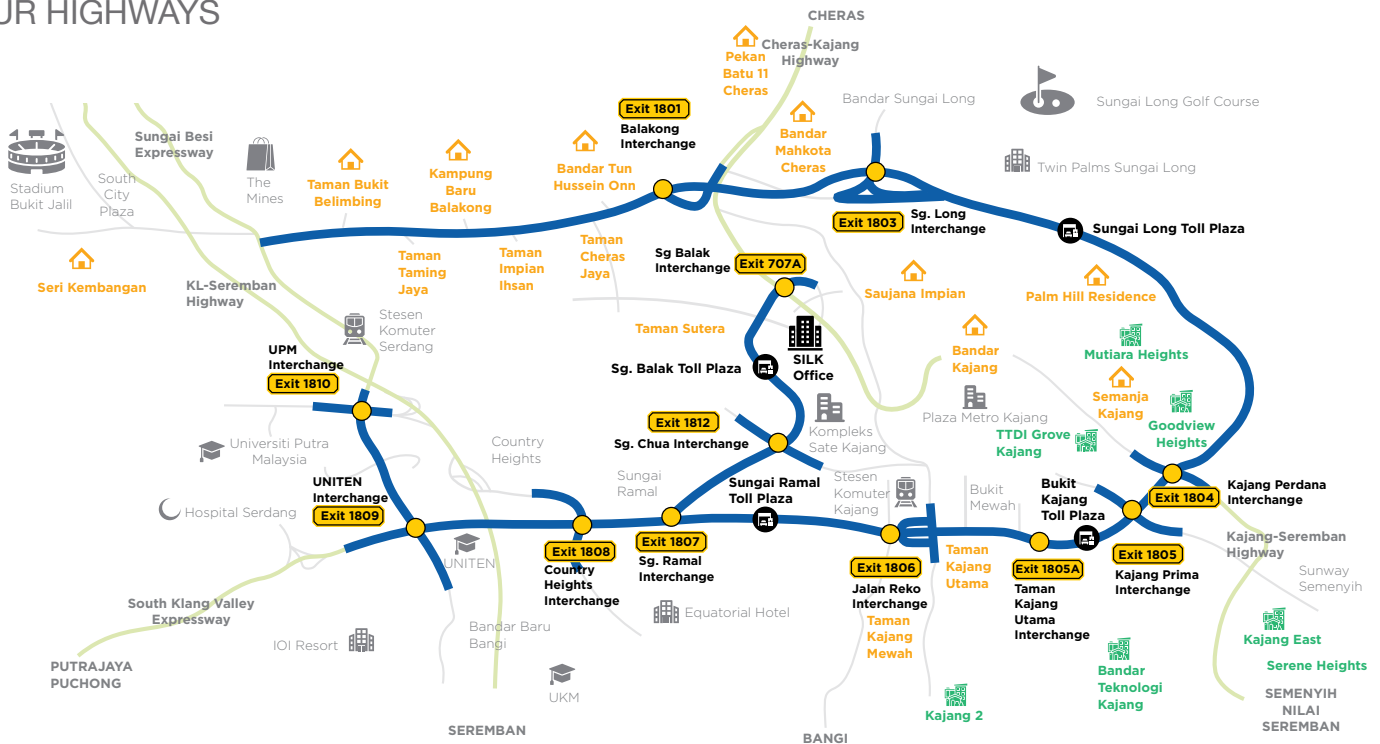 UR HIGHWAYS
CHERAS
Cheras-Kajang
Highway
Pekan
Batu 11
Cheras
Exit 1801
Balakong
Interchange
Bandar Sungai Long
Sungai Long Golf Course
Bandar
Mahkota
Cheras
Twin Palms Sungai Long
Sungai Besi
Expressway
Stadium
Bukit Jalil
South
City
Plaza
The
Mines
Taman Bukit
Belimbing
Kampung
Baru
Balakong
Bandar Tun
Hussein Onn
Exit 1803
Sg. Long
Interchange
Sungai Long Toll Plaza
Seri Kembangan
KL-Seremban
Highway
Taman
Taming
Jaya
Taman
Impian
Ihsan
Taman
Cheras
Jaya
Sg Balak
Interchange
Exit 707A
Saujana Impian
Palm Hill Residence
Stesen
Komuter
Serdang
Taman Sutera
SILK
Office
Sg. Balak Toll Plaza
Bandar
Kajang
Mutiara Heights
Semanja
Kajang
Goodview
Heights
UPM
Interchange
Exit 1810
Exit 1812
Sg. Chua Interchange
Kompleks
Sate Kajang
Plaza Metro Kajang
TTDI Grove
Kajang
Universiti Putra
Malaysia
Country
Heights
Sungai
Ramal
Sungai Ramal
Toll Plaza
Stesen
Komuter
Kajang
Bukit
Mewah
Bukit
Kajang
Toll Plaza
Kajang Perdana
Interchange
Exit 1804
UNITEN
Interchange
Exit 1809
Hospital Serdang
UNITEN
Exit 1808
Country
Heights
Interchange
Exit 1807
Sg. Ramal
Interchange
Exit 1806
Jalan Reko
Interchange
Taman
Kajang
Mewah
Taman
Kajang
Utama
Exit 1805A
Taman
Kajang
Utama
Interchange
Exit 1805
Kajang Prima
Interchange
Kajang-Seremban
Highway
Sunway
Semenyih
South Klang Valley
Expressway
IOI Resort
Bandar Baru
Bangi
Equatorial Hotel
Kajang East
Serene Heights
PUTRAJAYA
PUCHONG
UKM
Bandar
Teknologi
Kajang
Kajang 2
SEREMBAN
BANGI
SEMENYIH
NILAI
SEREMBAN